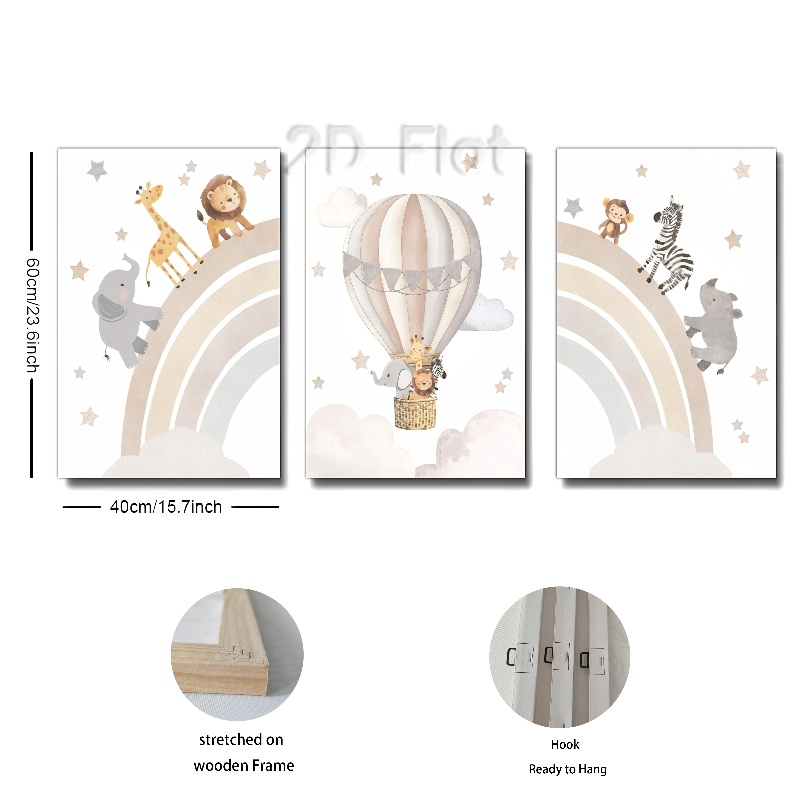 2D Flat
60cm/23.6inch
40cm/15.7inch
stretched on
wooden Frame
Hook
Ready to Hang